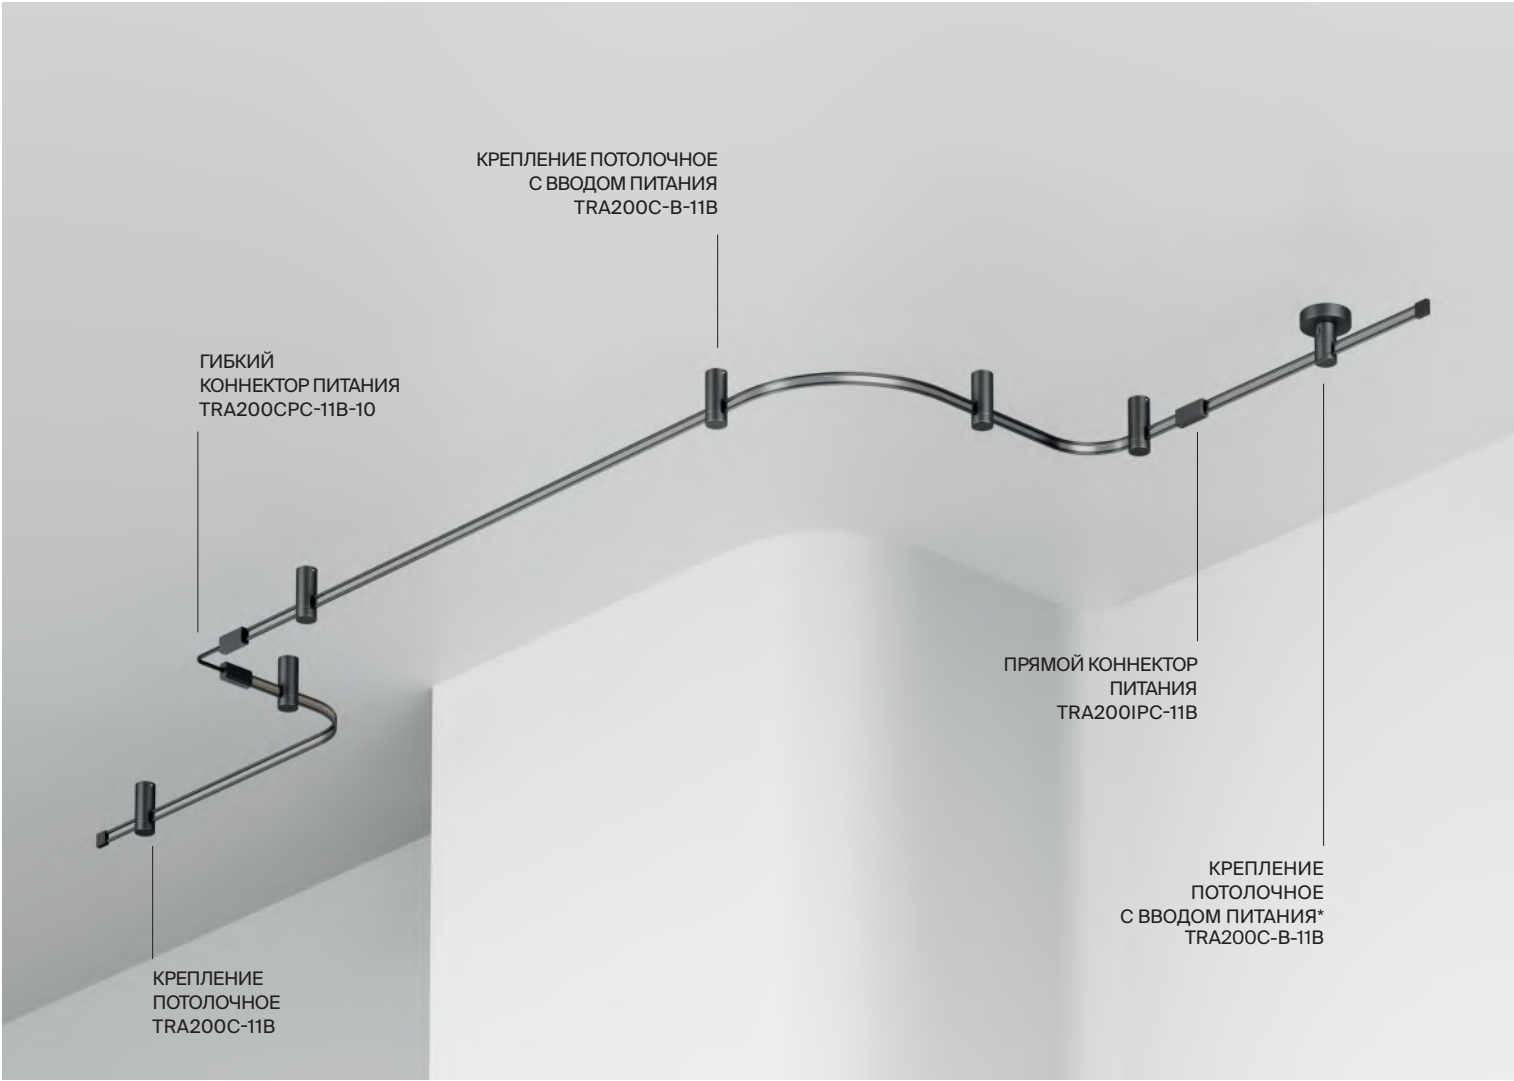 КРЕПЛЕНИЕ ПОТОЛОЧНОЕ
С ВВОДОМ ПИТАНИЯ
TRA200C-B-11B
ГИБКИЙ
КОННЕКТОР ПИТАНИЯ
TRA200CPC-11B-10
ПРЯМОЙ КОННЕКТОР
ПИТАНИЯ
TRA200IPC-11B
КРЕПЛЕНИЕ
ПОТОЛОЧНОЕ
С ВВОДОМ ПИТАНИЯ*
TRA200C-B-11B
КРЕПЛЕНИЕ
ПОТОЛОЧНОЕ
TRA200C-11B